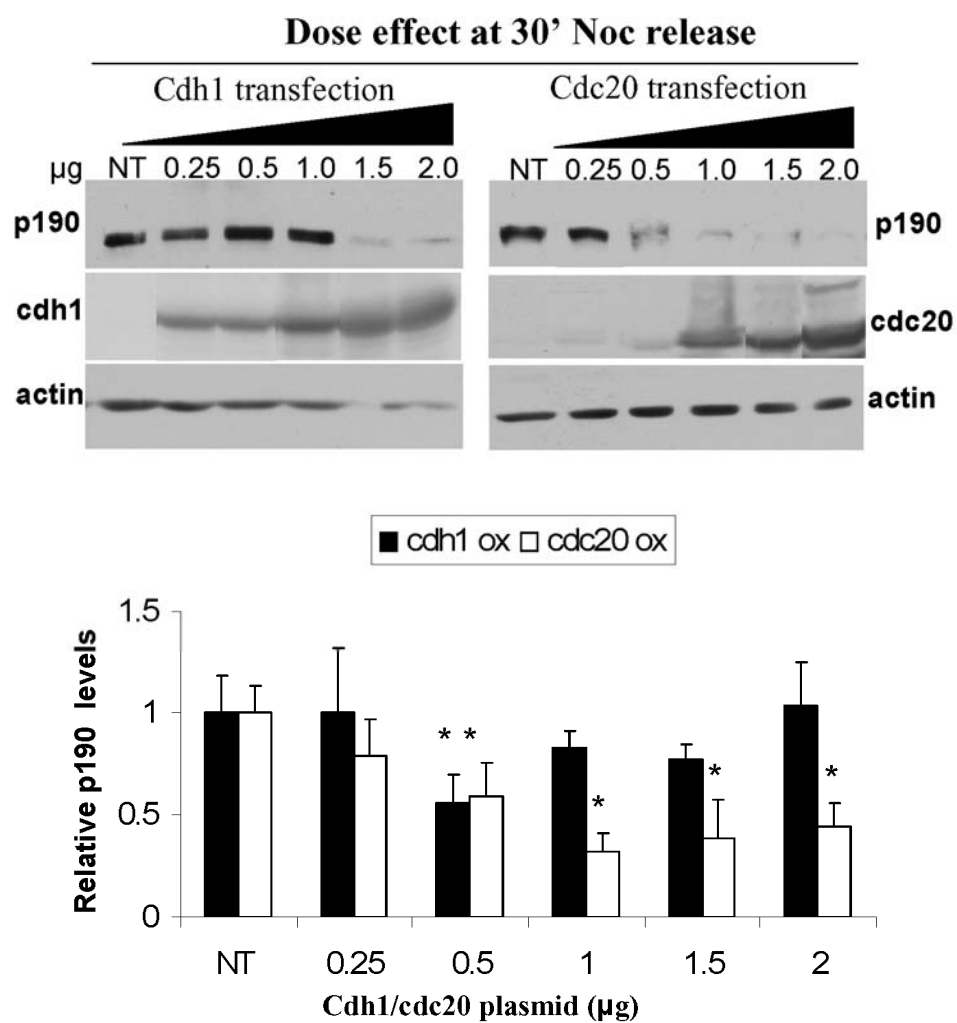 Dose effect at 30’ Noc release
Cdh1 transfection
Cdc20 transfection
µg NT 0.25 0.5 1.0 1.5 2.0
NT 0.25 0.5 1.0 1.5 2.0
p190
p190
cdh1
cdc20
actin
actin
cdh1 ox cdc20 ox
Relative p190 levels
1.5
1
0.5
0
* *
*
*
*
NT 0.25 0.5 1 1.5 2
Cdh1/cdc20 plasmid (µg)